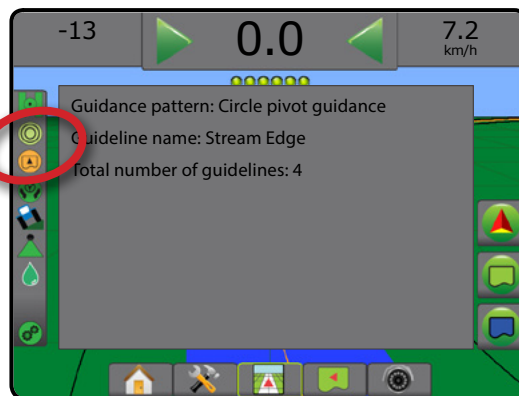 -13
0.0
7.2
km/h
Guidance pattern: Circle pivot guidance
Guideline name: Stream Edge
Total number of guidelines: 4